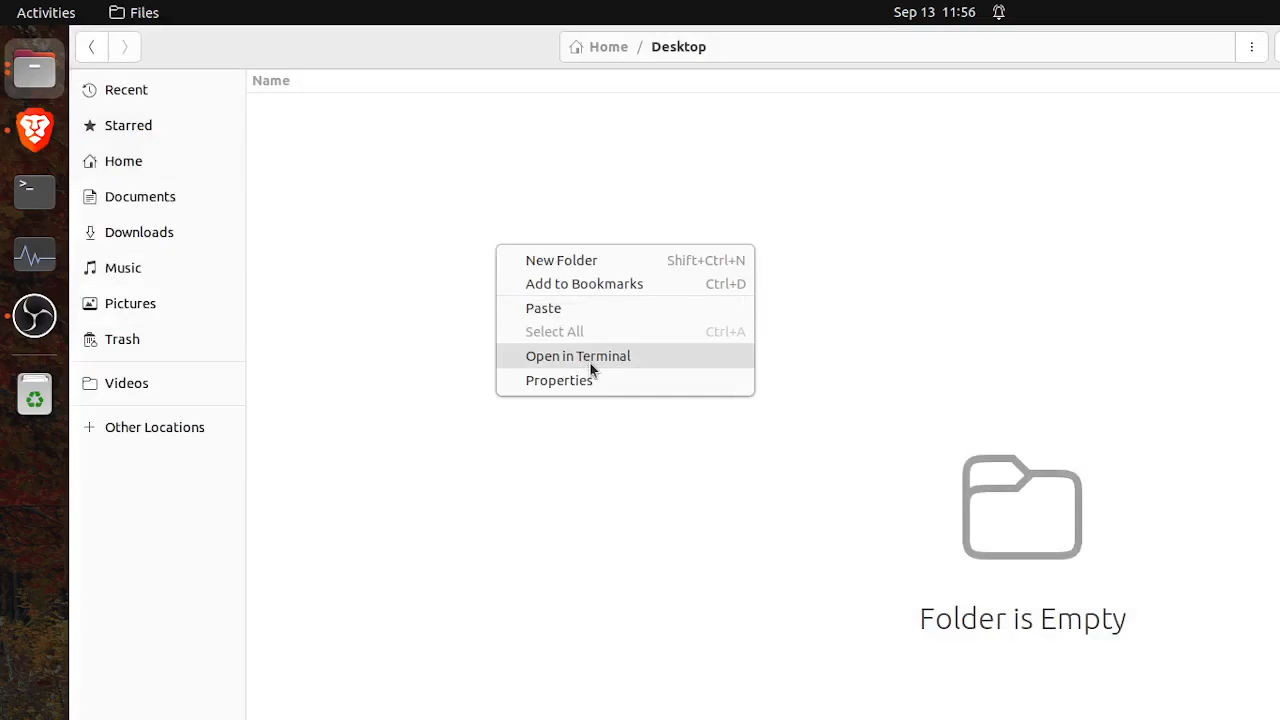 Activities Files Sep 13 11:56
Home / Desktop
Name
Recent
Starred
Home
Documents
Downloads
Music
Pictures
Trash
Videos
Other Locations
New Folder Shift+Ctrl+N
Add to Bookmarks Ctrl+D
Paste
Select All Ctrl+A
Open in Terminal
Properties
Folder is Empty